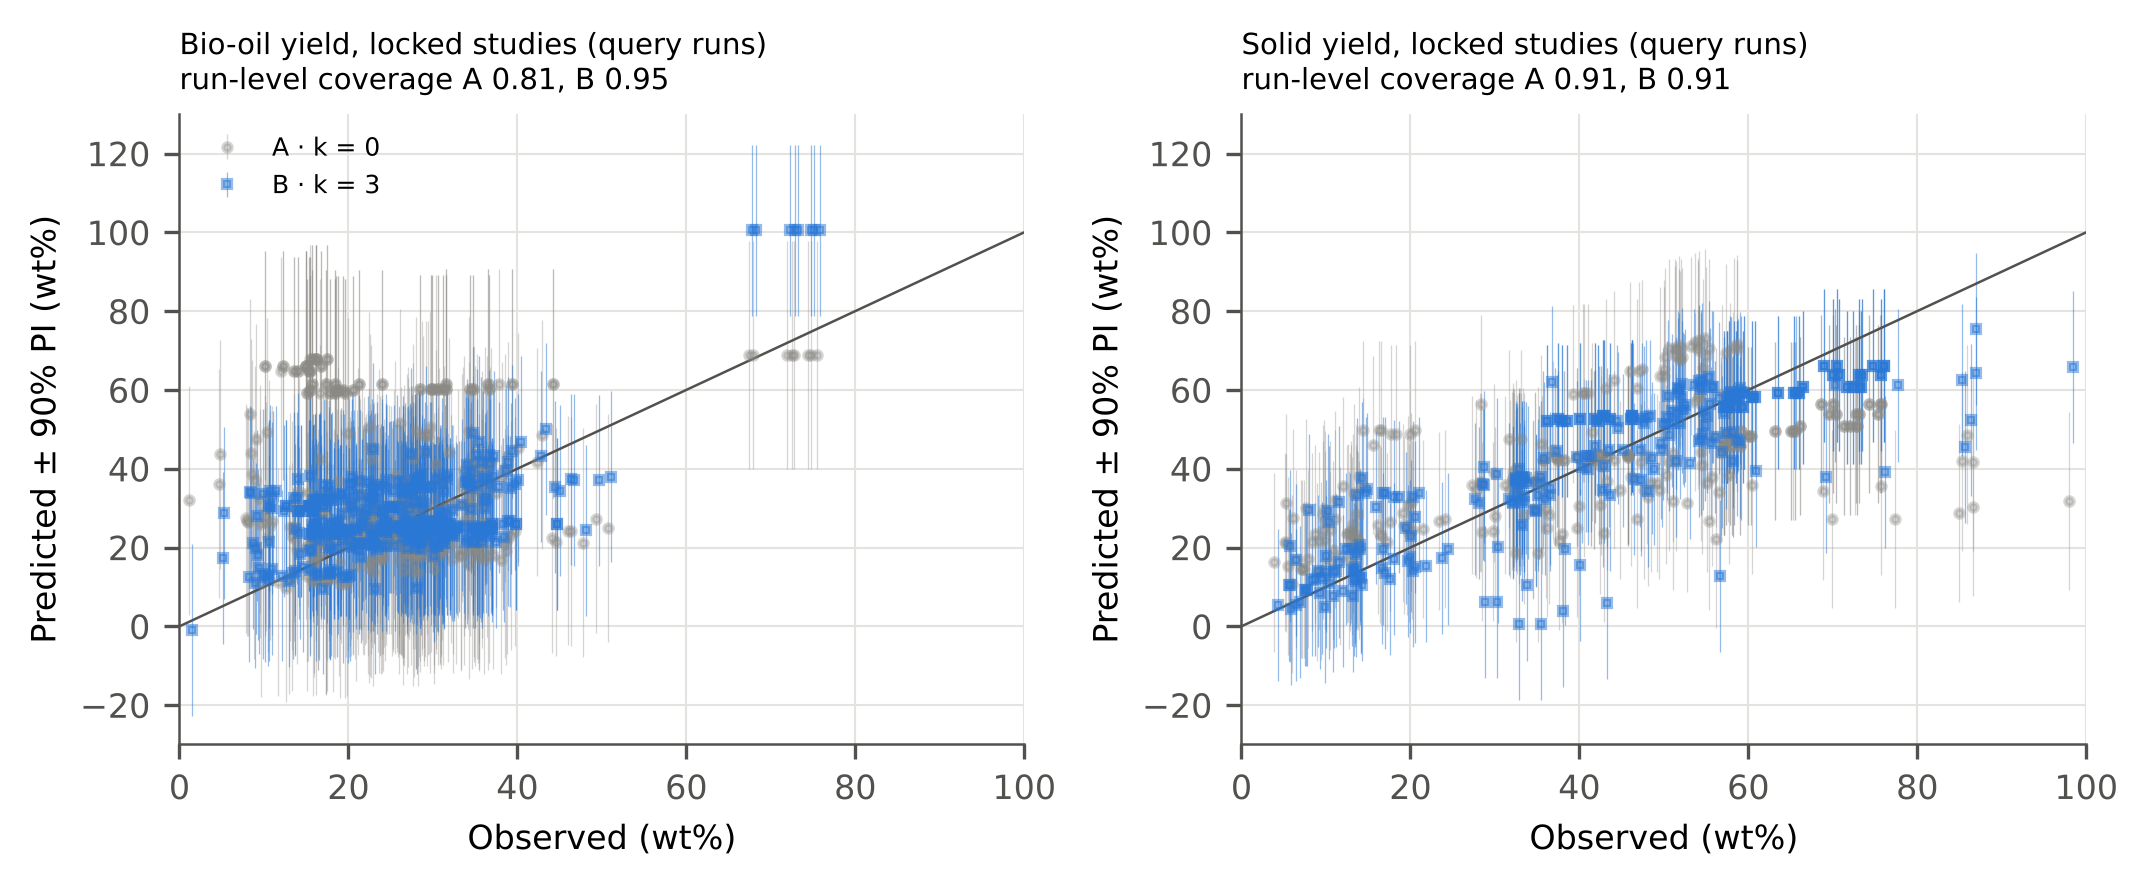 Bio-oil yield, locked studies (query runs)
run-level coverage A 0.81, B 0.95
A · k = 0
B · k = 3
120
100
80
60
40
20
0
−20
Predicted ± 90% PI (wt%)
0 20 40 60 80 100
Observed (wt%)
Solid yield, locked studies (query runs)
run-level coverage A 0.91, B 0.91
120
100
80
60
40
20
0
−20
Predicted ± 90% PI (wt%)
0 20 40 60 80 100
Observed (wt%)